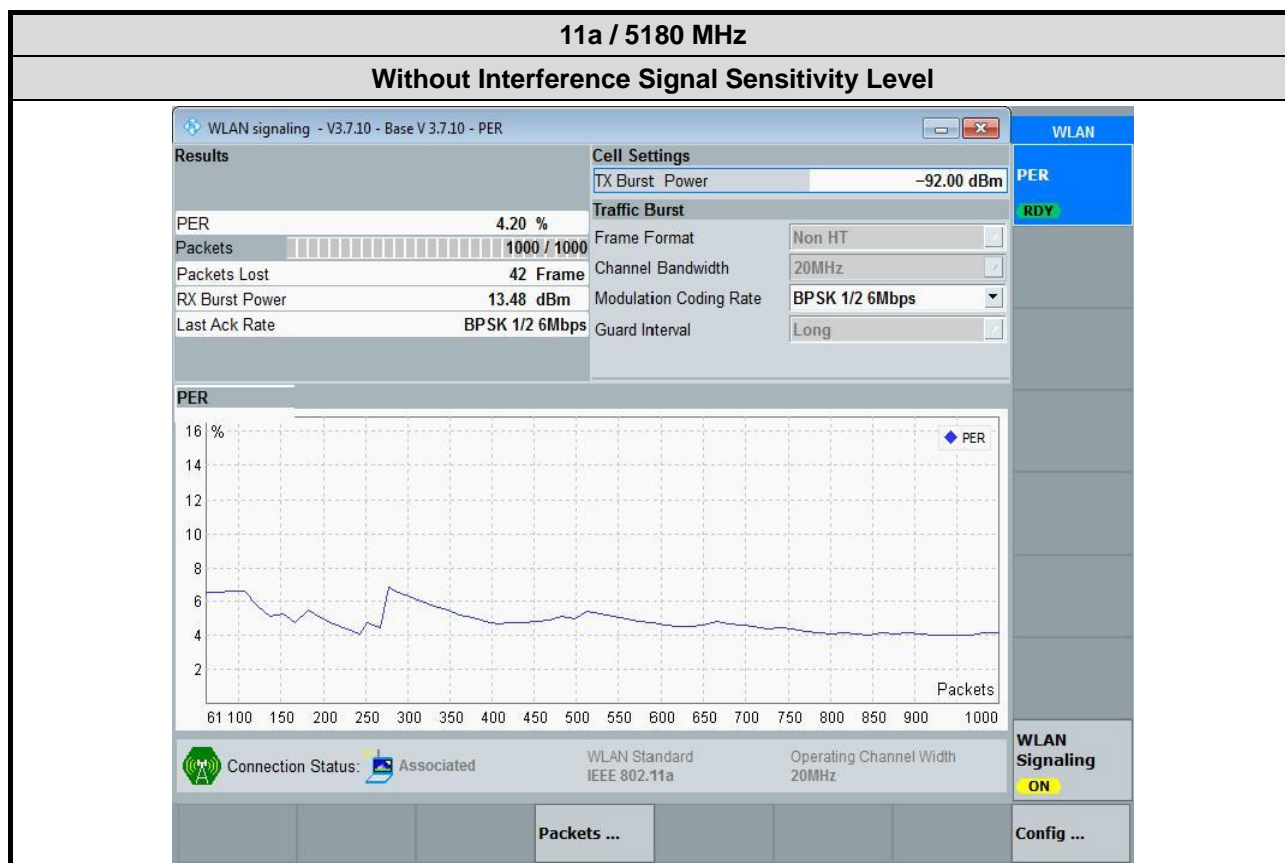 11a / 5180 MHz
Without Interference Signal Sensitivity Level
WLAN signaling - V3.7.10 - Base V 3.7.10 - PER
WLAN
Results
Cell Settings
TX Burst Power −92.00 dBm
PER
RDY
Traffic Burst
PER 4.20 %
Frame Format Non HT
Packets 1000 / 1000
Channel Bandwidth 20MHz
Packets Lost 42 Frame
Modulation Coding Rate BPSK 1/2 6Mbps
RX Burst Power 13.48 dBm
Guard Interval Long
Last Ack Rate BPSK 1/2 6Mbps
PER
16 %
PER
14
12
10
8
6
4
2
Packets
61 100 150 200 250 300 350 400 450 500 550 600 650 700 750 800 850 900 1000
Connection Status: Associated
WLAN Standard
IEEE 802.11a
Operating Channel Width
20MHz
WLAN
Signaling
ON
Packets ...
Config ...